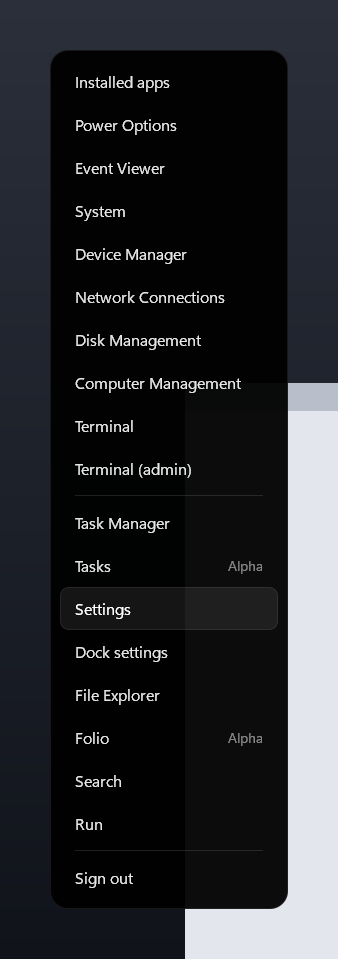 Installed apps
Power Options
Event Viewer
System
Device Manager
Network Connections
Disk Management
Computer Management
Terminal
Terminal (admin)
Task Manager
Tasks Alpha
Settings
Dock settings
File Explorer
Folio Alpha
Search
Run
Sign out